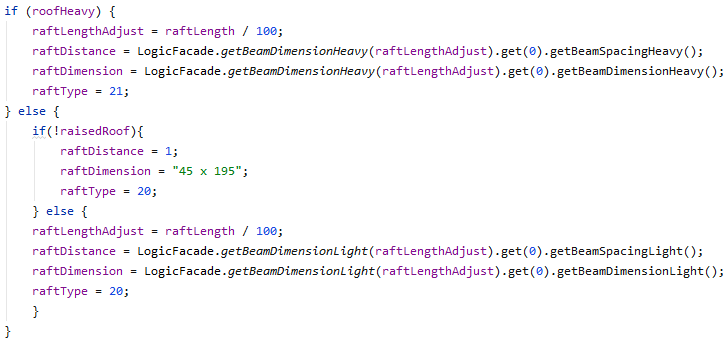 if (roofHeavy) {
    raftLengthAdjust = raftLength / 100;
    raftDistance = LogicFacade.getBeamDimensionHeavy(raftLengthAdjust).get(0).getBeamSpacingHeavy();
    raftDimension = LogicFacade.getBeamDimensionHeavy(raftLengthAdjust).get(0).getBeamDimensionHeavy();
    raftType = 21;
} else {
    if(!raisedRoof){
        raftDistance = 1;
        raftDimension = "45 x 195";
        raftType = 20;
    } else {
    raftLengthAdjust = raftLength / 100;
    raftDistance = LogicFacade.getBeamDimensionLight(raftLengthAdjust).get(0).getBeamSpacingLight();
    raftDimension = LogicFacade.getBeamDimensionLight(raftLengthAdjust).get(0).getBeamDimensionLight();
    raftType = 20;
    }
}